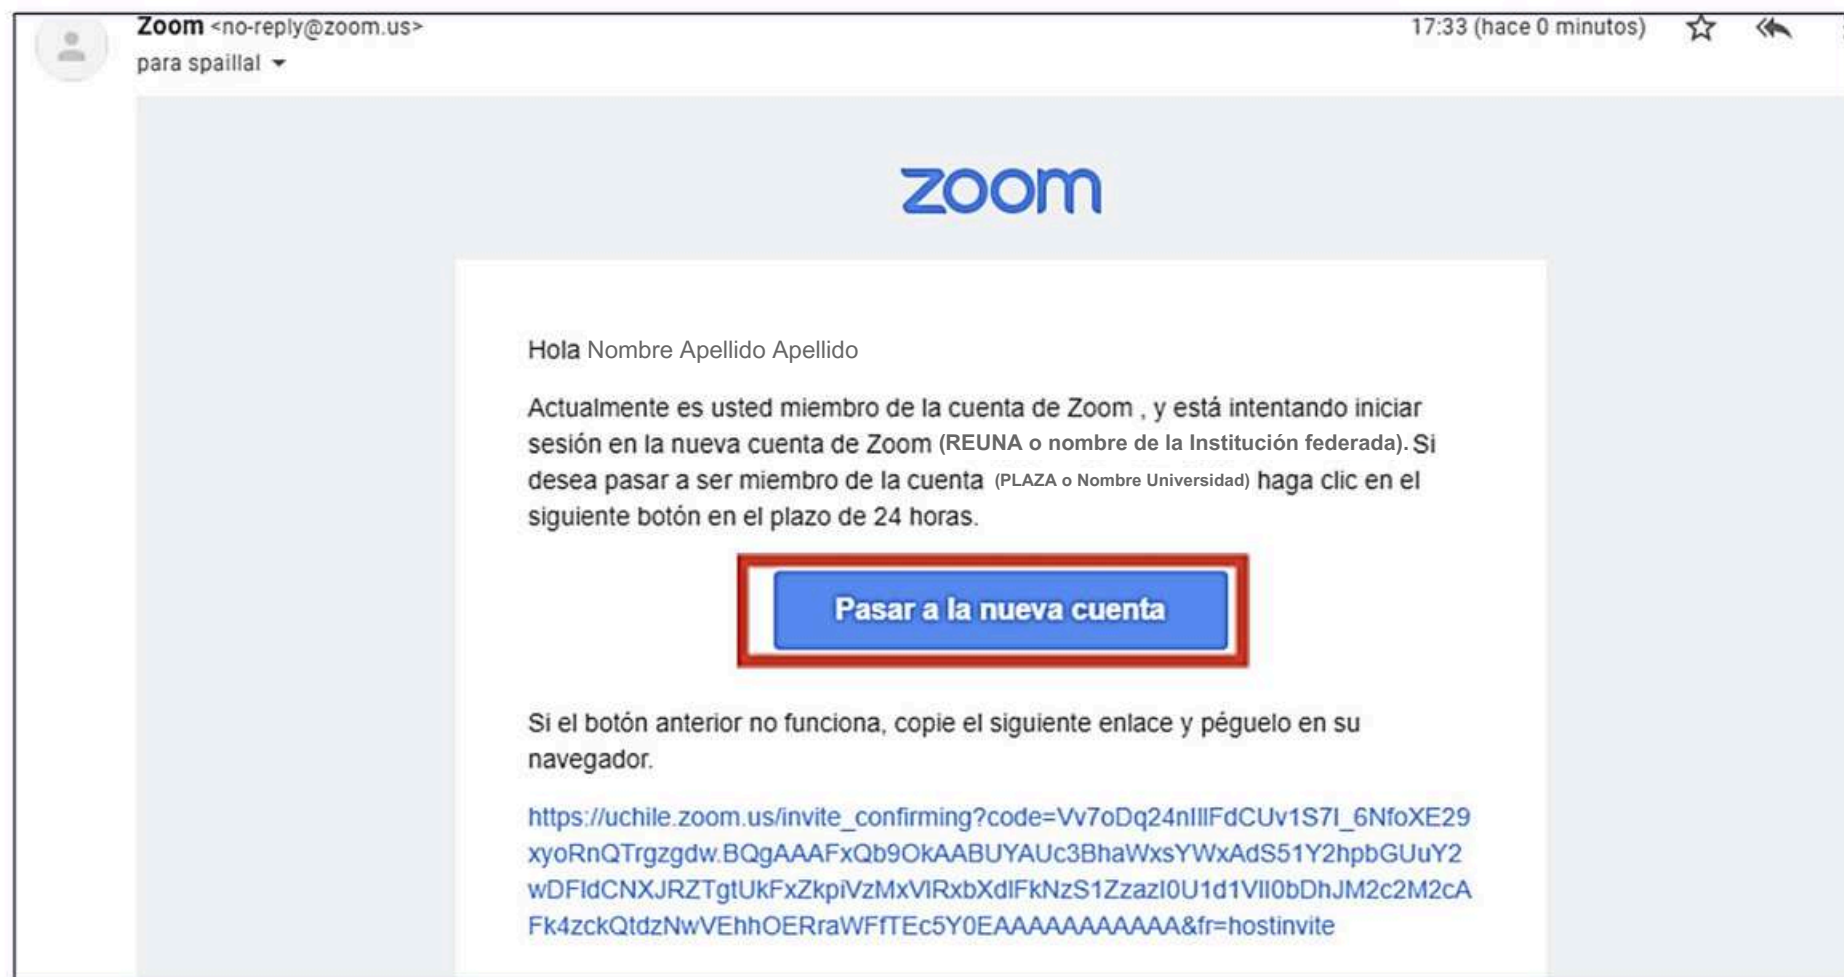 Zoom <no-reply@zoom.us>
17:33 (hace 0 minutos)
para spaillal
zoom
Hola Nombre Apellido Apellido
Actualmente es usted miembro de la cuenta de Zoom , y está intentando iniciar
sesión en la nueva cuenta de Zoom (REUNA o nombre de la Institución federada). Si
desea pasar a ser miembro de la cuenta (PLAZA o Nombre Universidad) haga clic en el
siguiente botón en el plazo de 24 horas.
Pasar a la nueva cuenta
Si el botón anterior no funciona, copie el siguiente enlace y péguelo en su
navegador.
https://uchile.zoom.us/invite_confirming?code=Vv7oDq24nIIlFdCUv1S7I_6NfoXE29
xyoRnQTrgzgdw.BQgAAAFxQb9OkAABUYAUc3BhaWxsYWxAdS51Y2hpbGUuY2
wDFIdCNXJRZTgtUkFxZkpiVzMxVlRxbXdlFkNzS1ZzazI0U1d1VlI0bDhJM2c2M2cA
Fk4zckQtdzNwVEhhOERraWFfTEc5Y0EAAAAAAAAAAA&fr=hostinvite